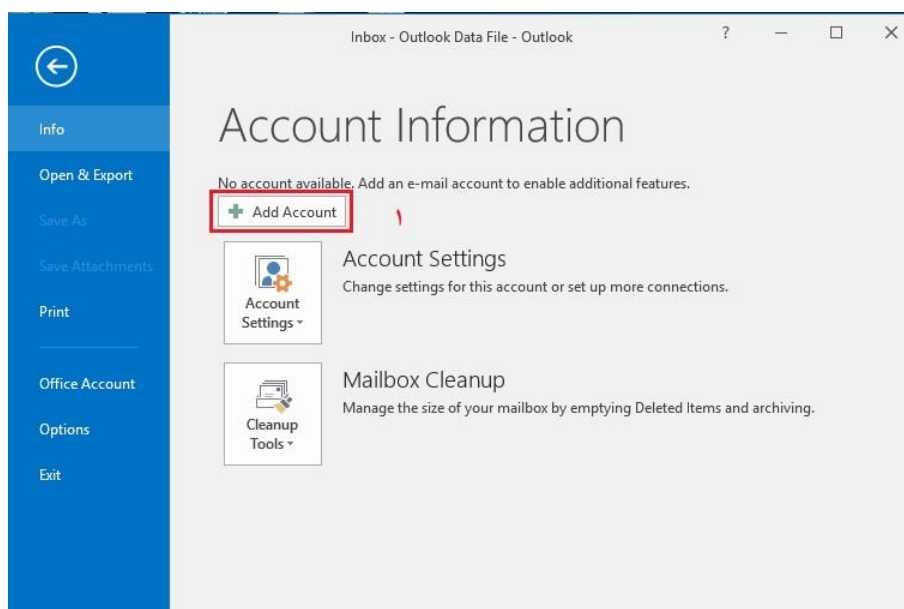 Inbox - Outlook Data File - Outlook
?
Info
Open & Export
Save As
Save Attachments
Print
Office Account
Options
Exit
Account Information
No account available. Add an e-mail account to enable additional features.
Add Account
۱
Account
Settings
Account Settings
Change settings for this account or set up more connections.
Cleanup
Tools
Mailbox Cleanup
Manage the size of your mailbox by emptying Deleted Items and archiving.